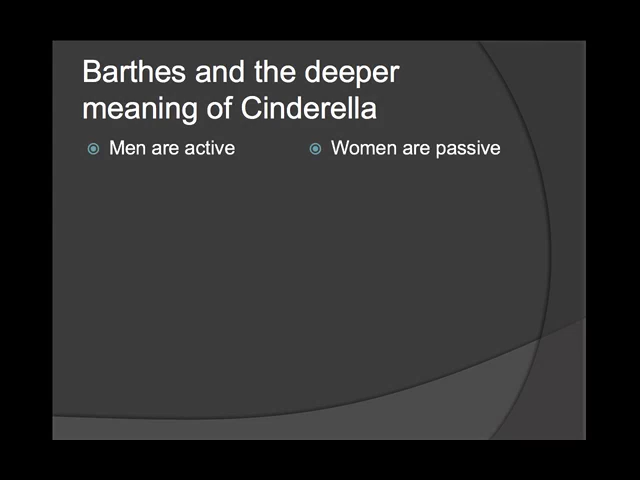 Barthes and the deeper
meaning of Cinderella
Men are active
Women are passive